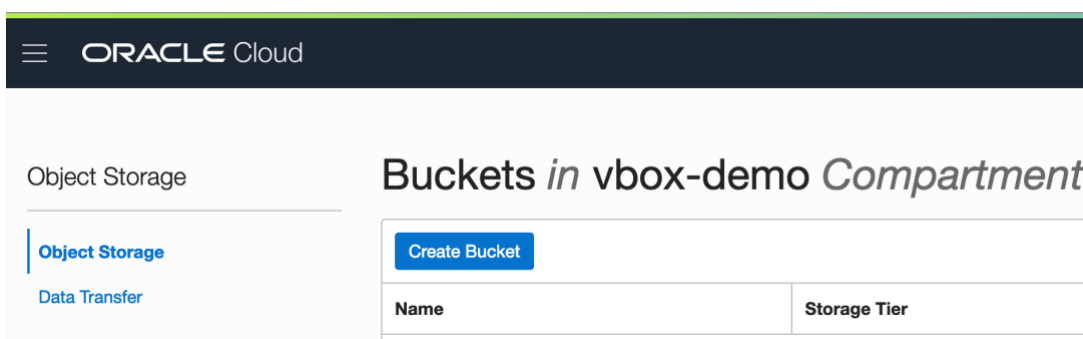 ORACLE Cloud
Object Storage
Object Storage
Data Transfer
Buckets in vbox-demo Compartment
Create Bucket
Name Storage Tier